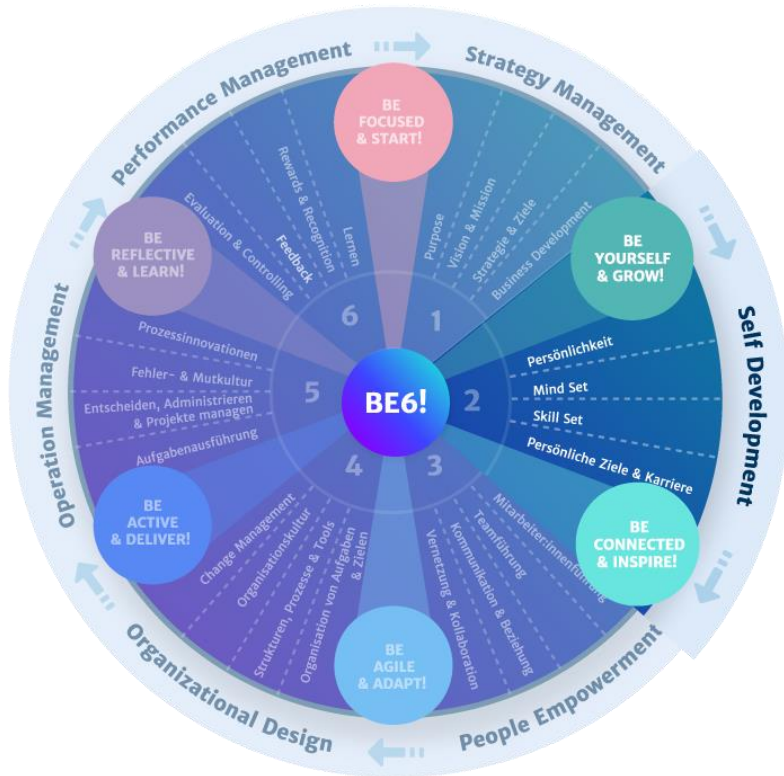 Strategy Management
BE
FOCUSED
& START!
Purpose
Vision & Mission
Strategie & Ziele
Business Development
1
Self Development
BE
YOURSELF
& GROW!
Persönlichkeit
Mind Set
Skill Set
Persönliche Ziele & Karriere
2
People Empowerment
BE
CONNECTED
& INSPIRE!
Mitarbeiter:innenführung
Teamführung
Kommunikation & Beziehung
Vernetzung & Kollaboration
3
Organizational Design
BE
AGILE
& ADAPT!
Organisation von Aufgaben
& Zielen
Strukturen, Prozesse & Tools
Organisationskultur
Change Management
4
Operation Management
BE
ACTIVE
& DELIVER!
Aufgabenausführung
Entscheiden, Administrieren
& Projekte managen
Fehler- & Mutkultur
Prozessinnovationen
5
Performance Management
BE
REFLECTIVE
& LEARN!
Evaluation & Controlling
Feedback
Rewards & Recognition
Lernen
6
BE6!